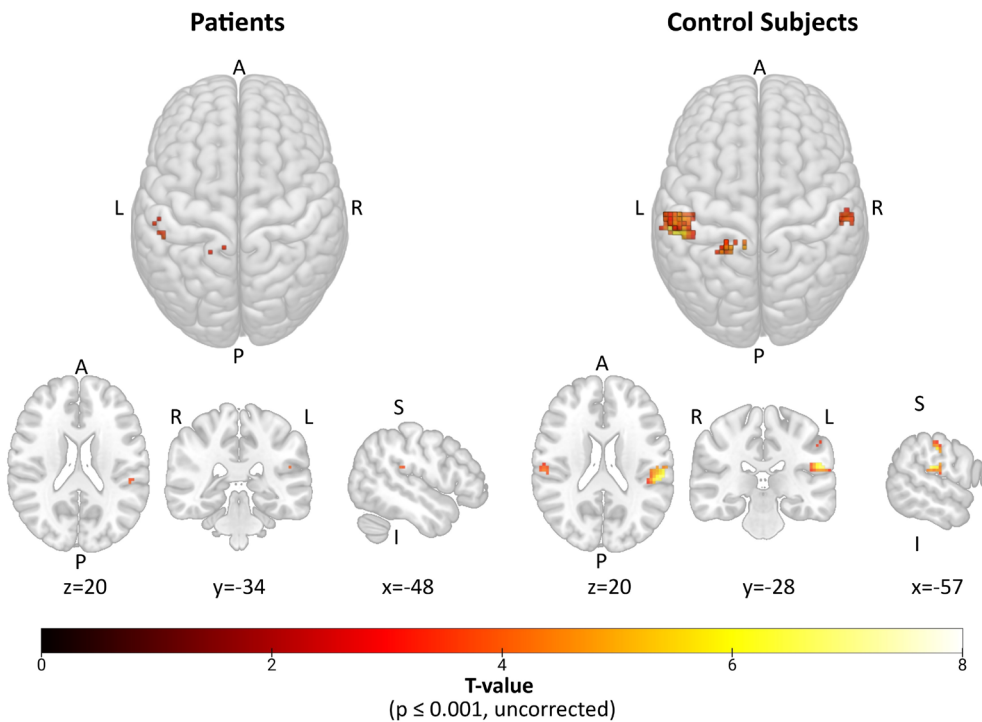 Patients
Control Subjects
A
A
L
R
L
R
P
P
A
R
L
S
I
P
z=20
y=-34
x=-48
A
R
L
S
I
P
z=20
y=-28
x=-57
0
2
4
6
8
T-value
(p ≤ 0.001, uncorrected)